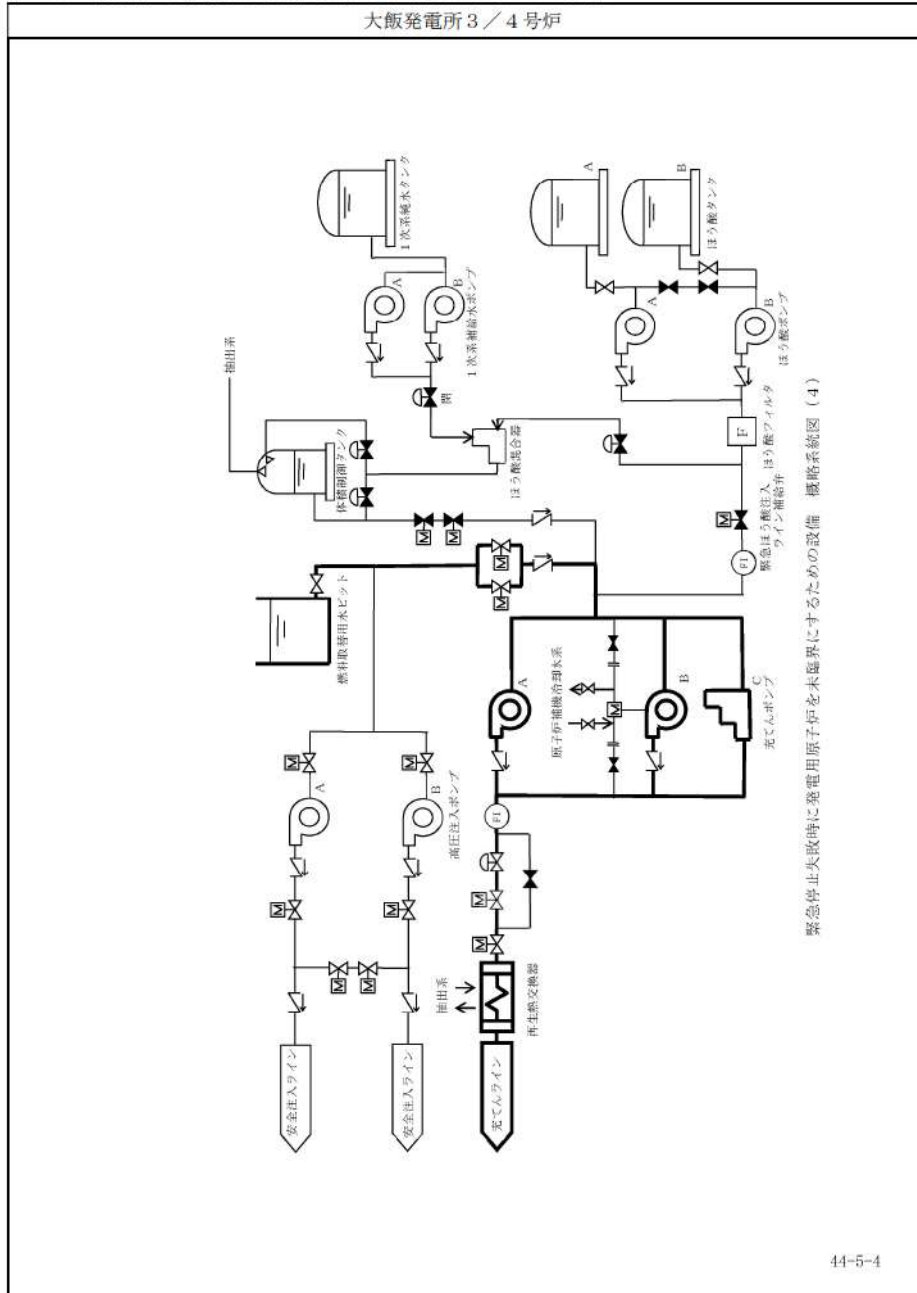 大飯発電所3／4号炉
抽出系
1次系純水タンク
A
B
1次系補給水ポンプ
閉
ほう酸混合器
体積制御タンク
A
B
ほう酸タンク
A
B
ほう酸ポンプ
F
ほう酸フィルタ
M
緊急ほう酸注入
ライン補給弁
FI
M
M
燃料取替用水ピット
M
M
A
B
C
充てんポンプ
原子炉補機冷却水系
M
M
M
A
B
高圧注入ポンプ
M
M
M
M
FI
M
M
抽出系
再生熱交換器
安全注入ライン
安全注入ライン
充てんライン
緊急停止失敗時に発電用原子炉を未臨界にするための設備 概略系統図（4）
44-5-4